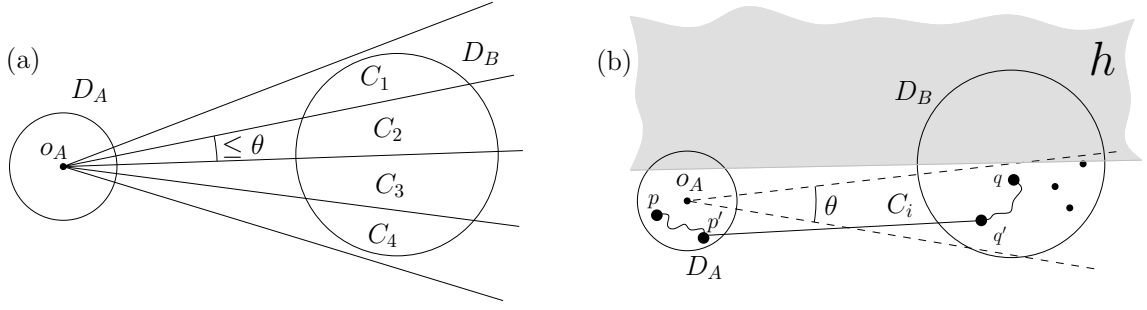 (a)
D_A
D_B
C_1
o_A
≤ θ
C_2
C_3
C_4
(b)
h
D_B
o_A
p
p′
θ
C_i
q
q′
D_A